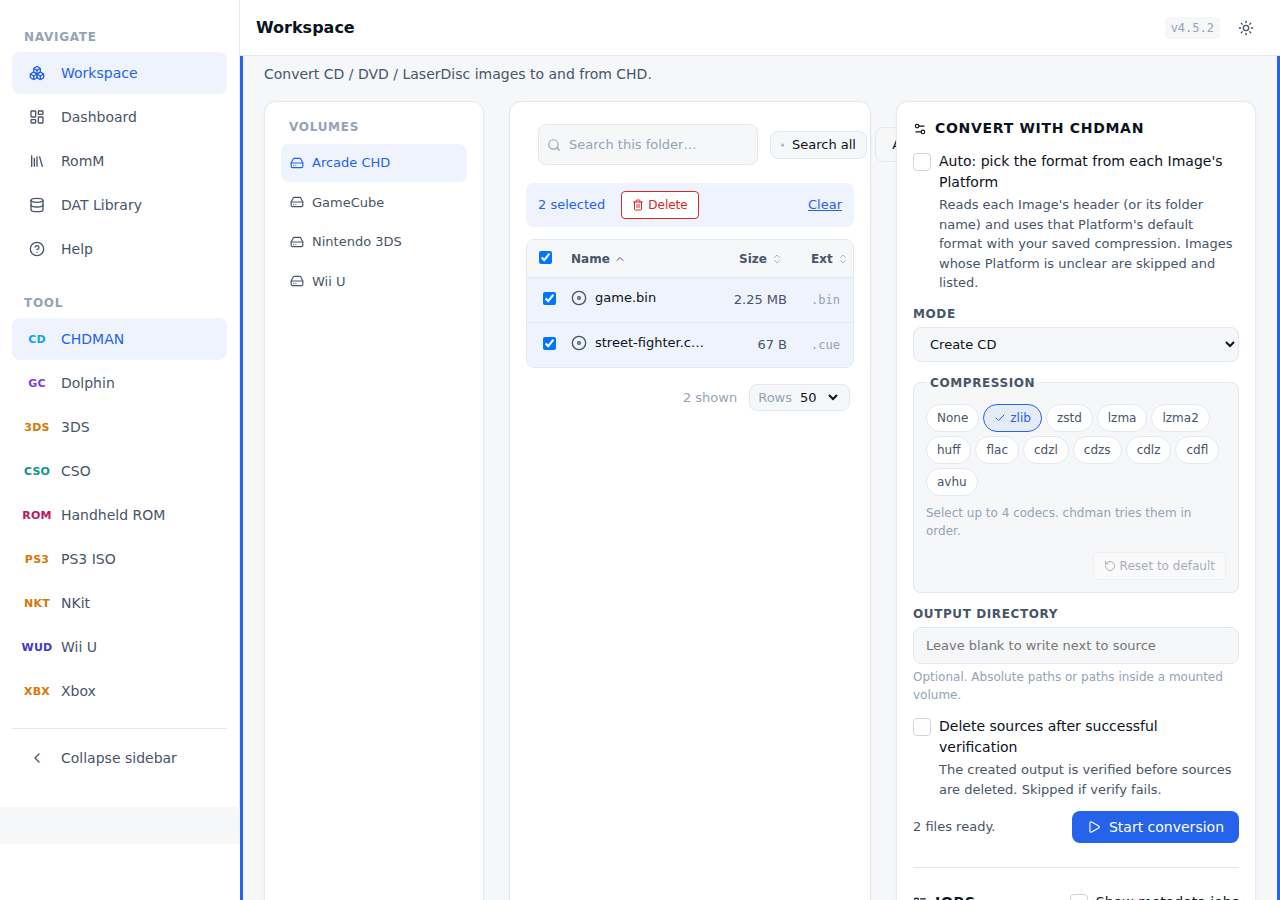 NAVIGATE
Workspace
Dashboard
RomM
DAT Library
Help
TOOL
CD CHDMAN
GC Dolphin
3DS 3DS
CSO CSO
ROM Handheld ROM
PS3 PS3 ISO
NKT NKit
WUD Wii U
XBX Xbox
Collapse sidebar
Workspace
v4.5.2
Convert CD / DVD / LaserDisc images to and from CHD.
VOLUMES
Arcade CHD
GameCube
Nintendo 3DS
Wii U
Search this folder…
Search all
2 selected
Delete
Clear
Name Size Ext
game.bin 2.25 MB .bin
street-fighter.c… 67 B .cue
2 shown Rows 50
CONVERT WITH CHDMAN
Auto: pick the format from each Image's
Platform
Reads each Image's header (or its folder
name) and uses that Platform's default
format with your saved compression. Images
whose Platform is unclear are skipped and
listed.
MODE
Create CD
COMPRESSION
None zlib zstd lzma lzma2
huff flac cdzl cdzs cdlz cdfl
avhu
Select up to 4 codecs. chdman tries them in
order.
Reset to default
OUTPUT DIRECTORY
Leave blank to write next to source
Optional. Absolute paths or paths inside a mounted
volume.
Delete sources after successful
verification
The created output is verified before sources
are deleted. Skipped if verify fails.
2 files ready.
Start conversion
JOBS
Show metadata jobs